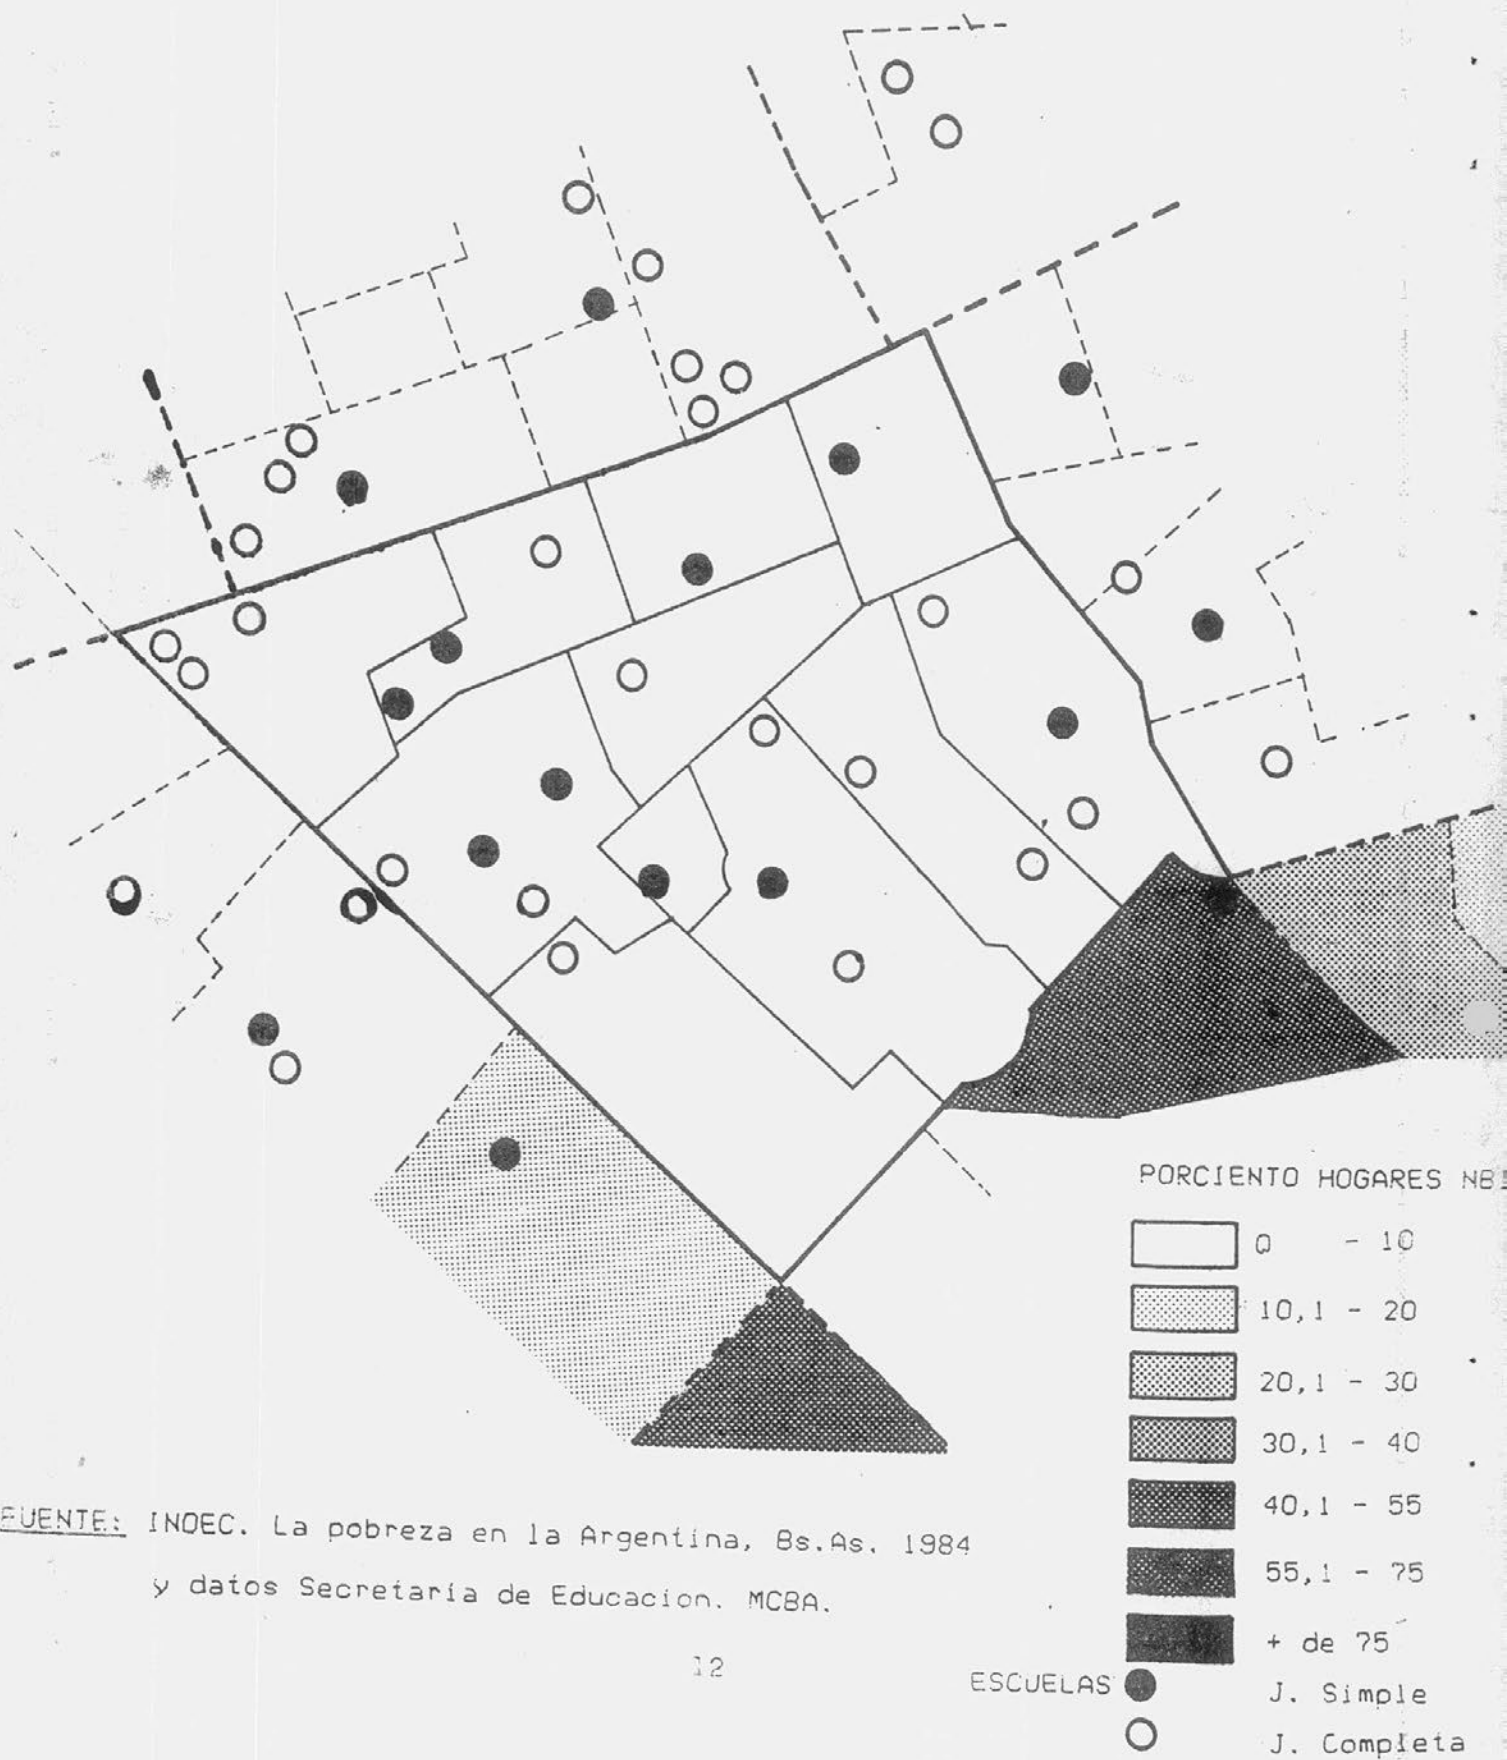 PORCIENTO HOGARES NBI
0 - 10
10,1 - 20
20,1 - 30
30,1 - 40
40,1 - 55
55,1 - 75
+ de 75
ESCUELAS J. Simple
J. Completa
FUENTE: INDEC. La pobreza en la Argentina, Bs.As. 1984
y datos Secretaria de Educacion. MCBA.
12